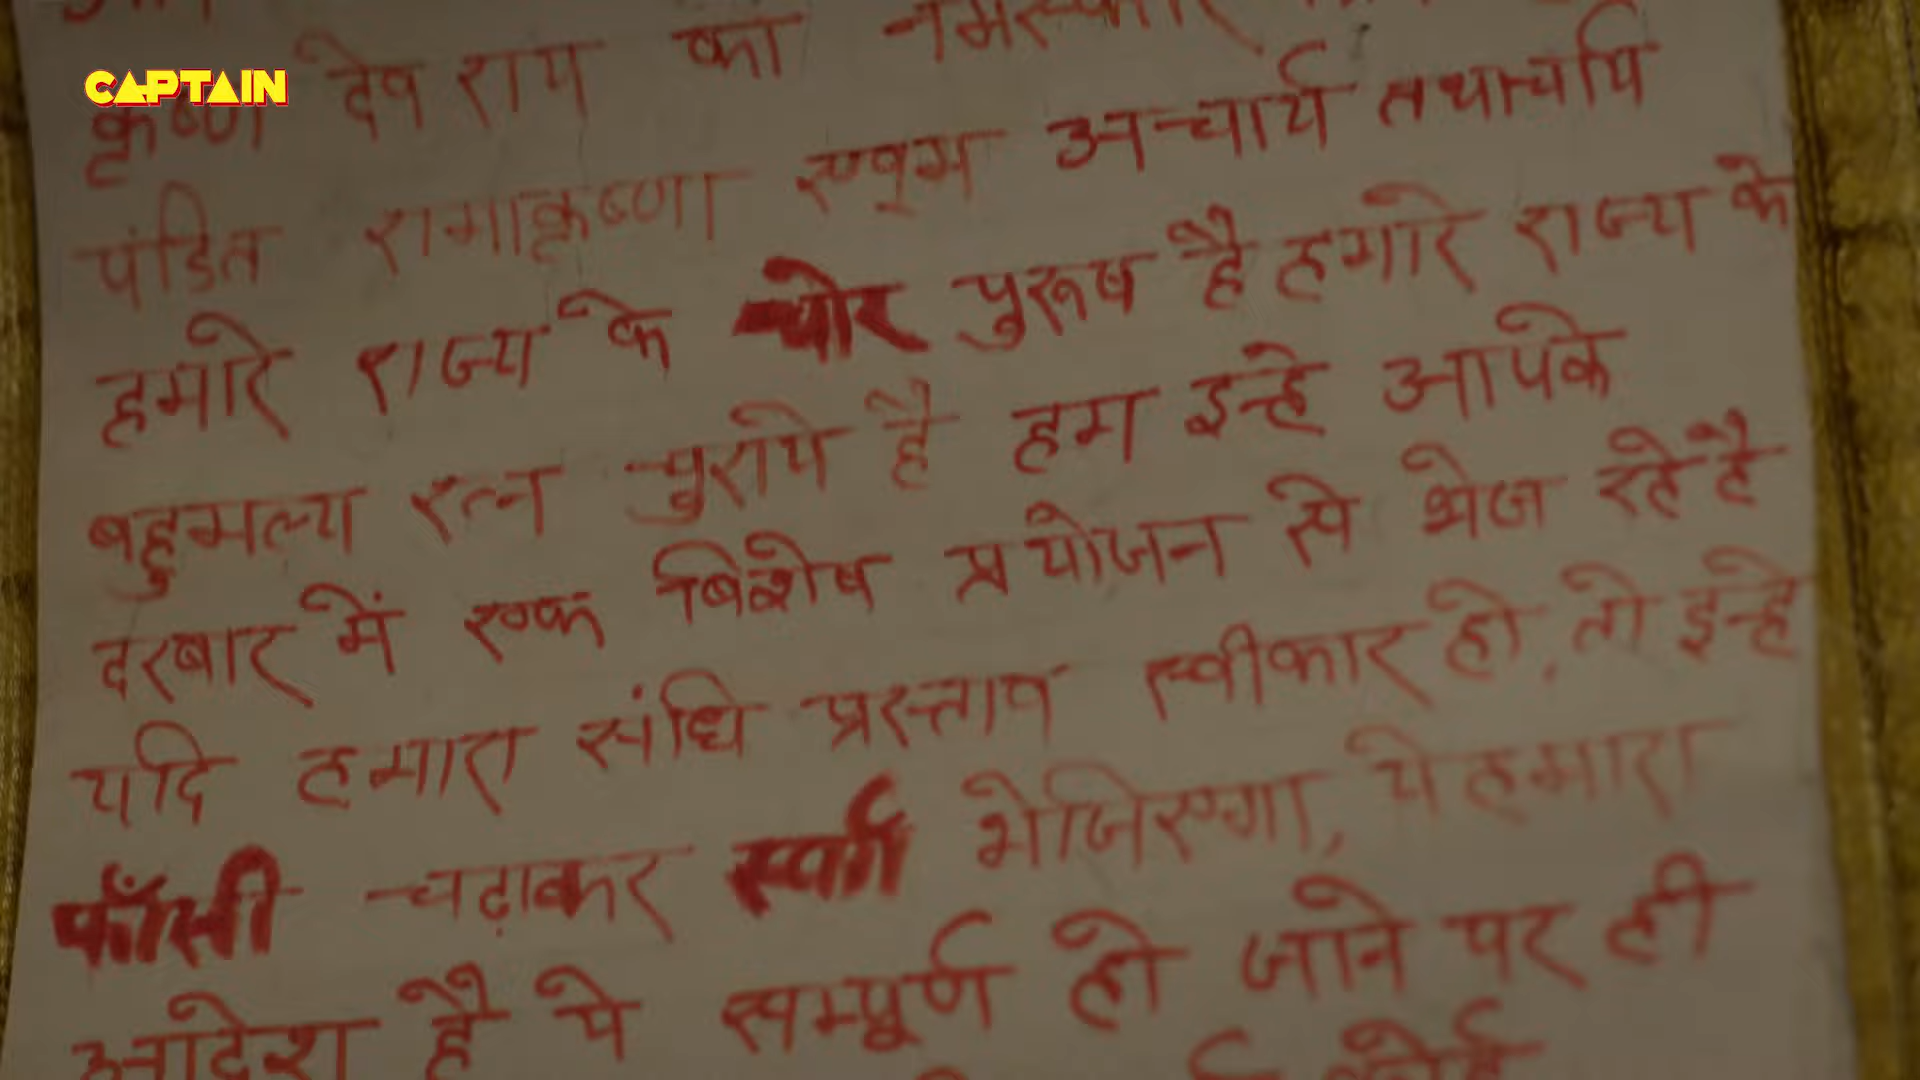 CAPTAIN
कृष्ण देव राय का नमस्कार
पंडित रामाकृष्णा एवम आचार्य तथाचार्य
हमारे राज्य के चोर पुरूष है हमारे राज्य के
बहुमल्य रत्न चुराये है हम इन्हे आपके
दरबार में एक बिशेष प्रयोजन से भेज रहे है
यदि हमारा संधि प्रस्ताव स्वीकार हो, तो इन्हे
फाँसी चढ़ाकर स्वर्ग भेजिएगा, ये हमारा
आदेश है ये सम्पूर्ण हो जाने पर ही